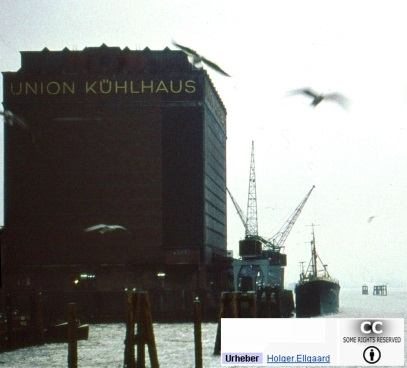 UNION KÜHLHAUS
CC
SOME RIGHTS RESERVED
Urheber Holger.Ellgaard